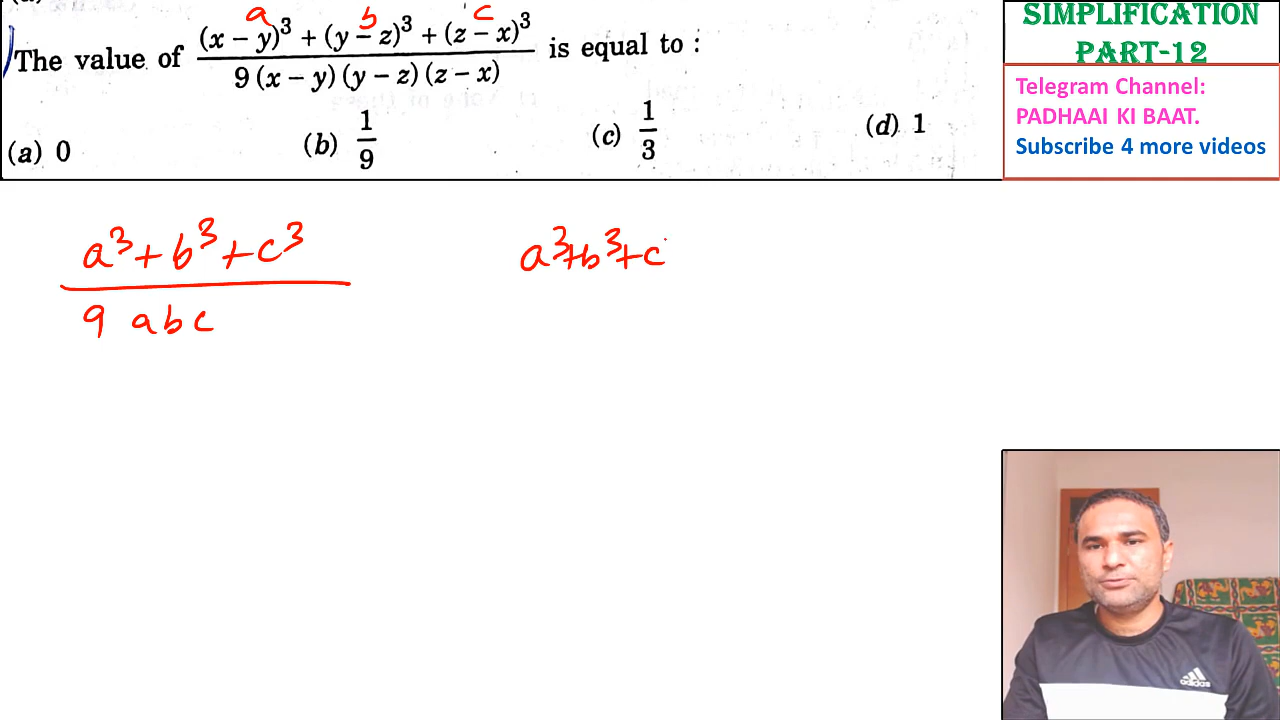 (x – y)³ + (y – z)³ + (z – x)³
The value of ——— is equal to :
9 (x – y) (y – z) (z – x)
a b c
(a) 0 (b) 1/9 (c) 1/3 (d) 1
SIMPLIFICATION
PART-12
Telegram Channel:
PADHAAI KI BAAT.
Subscribe 4 more videos
a³+b³+c³
9 abc
a³+b³+c
adidas